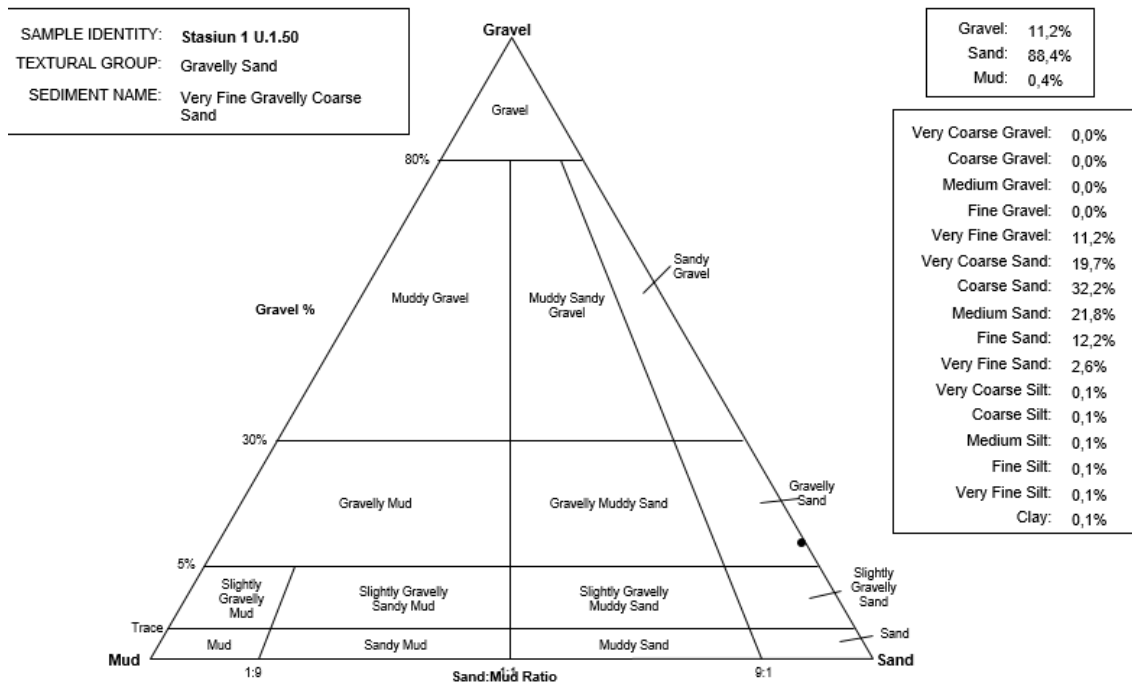 SAMPLE IDENTITY: Stasiun 1 U.1.50
TEXTURAL GROUP: Gravelly Sand
SEDIMENT NAME: Very Fine Gravelly Coarse
Sand
Gravel
Gravel: 11,2%
Sand: 88,4%
Mud: 0,4%
Very Coarse Gravel: 0,0%
Coarse Gravel: 0,0%
Medium Gravel: 0,0%
Fine Gravel: 0,0%
Very Fine Gravel: 11,2%
Very Coarse Sand: 19,7%
Coarse Sand: 32,2%
Medium Sand: 21,8%
Fine Sand: 12,2%
Very Fine Sand: 2,6%
Very Coarse Silt: 0,1%
Coarse Silt: 0,1%
Medium Silt: 0,1%
Fine Silt: 0,1%
Very Fine Silt: 0,1%
Clay: 0,1%
Gravel
80%
Sandy
Gravel
Muddy Gravel
Muddy Sandy
Gravel
Gravel %
30%
Gravelly Mud
Gravelly Muddy Sand
Gravelly
Sand
5%
Slightly
Gravelly
Mud
Slightly Gravelly
Sandy Mud
Slightly Gravelly
Muddy Sand
Slightly
Gravelly
Sand
Trace
Mud
Sandy Mud
Muddy Sand
Sand
Mud
Sand
1:9
1:1
9:1
Sand:Mud Ratio